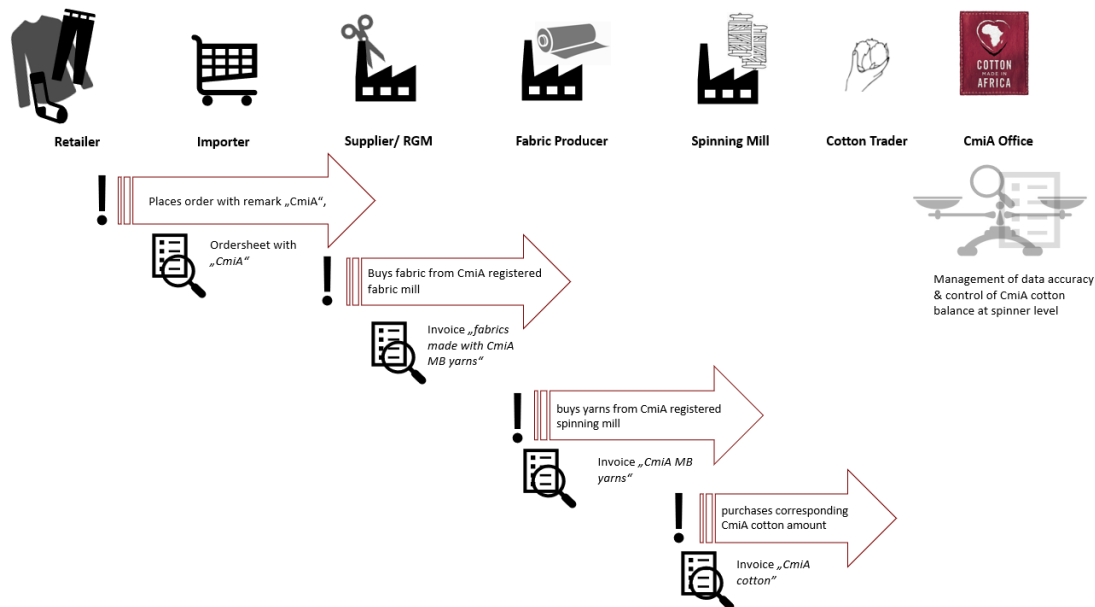 COTTON
MADE IN
AFRICA
Retailer
Importer
Supplier/ RGM
Fabric Producer
Spinning Mill
Cotton Trader
CmiA Office
Places order with remark „CmiA“,
Ordersheet with
„CmiA“
Buys fabric from CmiA registered
fabric mill
Management of data accuracy
& control of CmiA cotton
balance at spinner level
Invoice „fabrics
made with CmiA
MB yarns“
buys yarns from CmiA registered
spinning mill
Invoice „CmiA MB
yarns“
purchases corresponding
CmiA cotton amount
Invoice „CmiA
cotton”